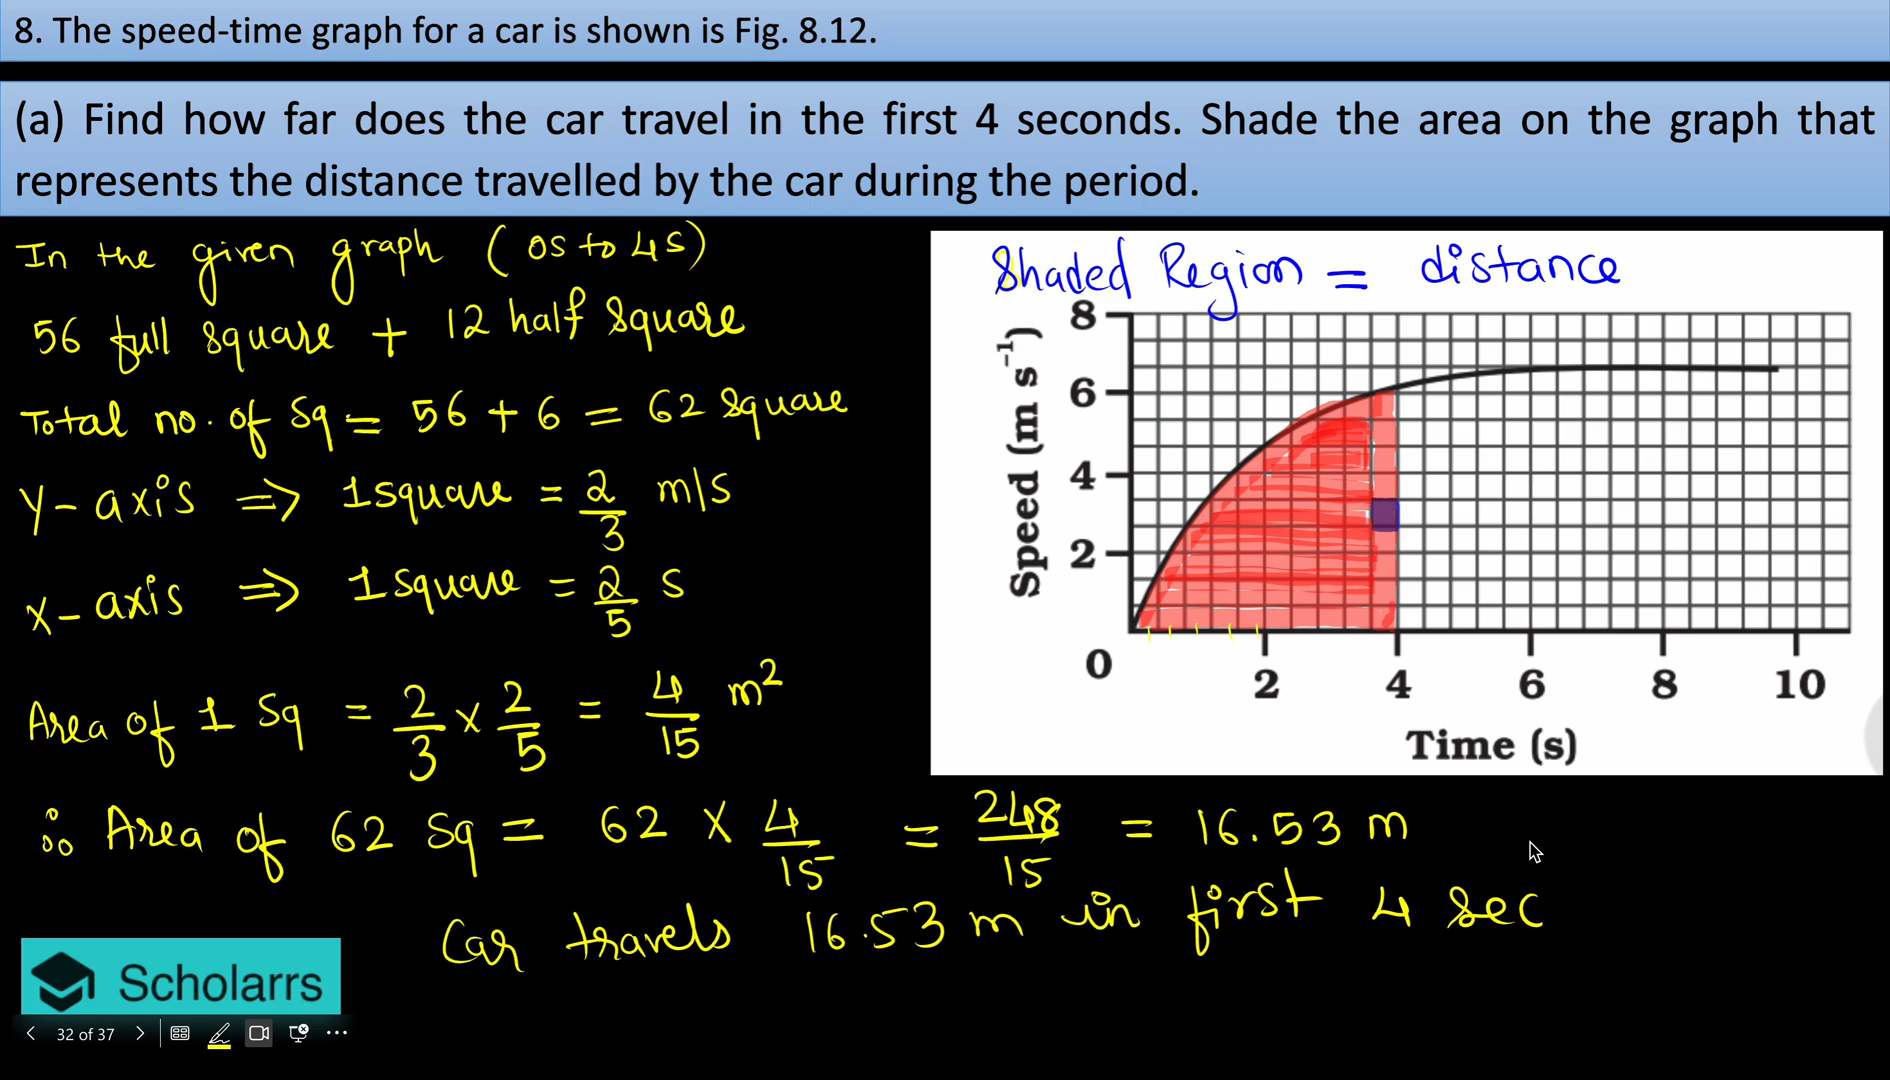 8. The speed-time graph for a car is shown is Fig. 8.12.
(a) Find how far does the car travel in the first 4 seconds. Shade the area on the graph that
represents the distance travelled by the car during the period.
In the given graph (0s to 4s)
56 full square + 12 half square
Total no. of Sq = 56 + 6 = 62 square
Y-axis ⇒ 1square = 2/3 m/s
X-axis ⇒ 1square = 2/5 s
Area of 1 Sq = 2/3 × 2/5 = 4/15 m²
∴ Area of 62 Sq = 62 × 4/15 = 248/15 = 16.53 m
Car travels 16.53 m in first 4 sec
Shaded Region = distance
Speed (m s⁻¹)
8
6
4
2
0
2 4 6 8 10
Time (s)
Scholarrs
32 of 37